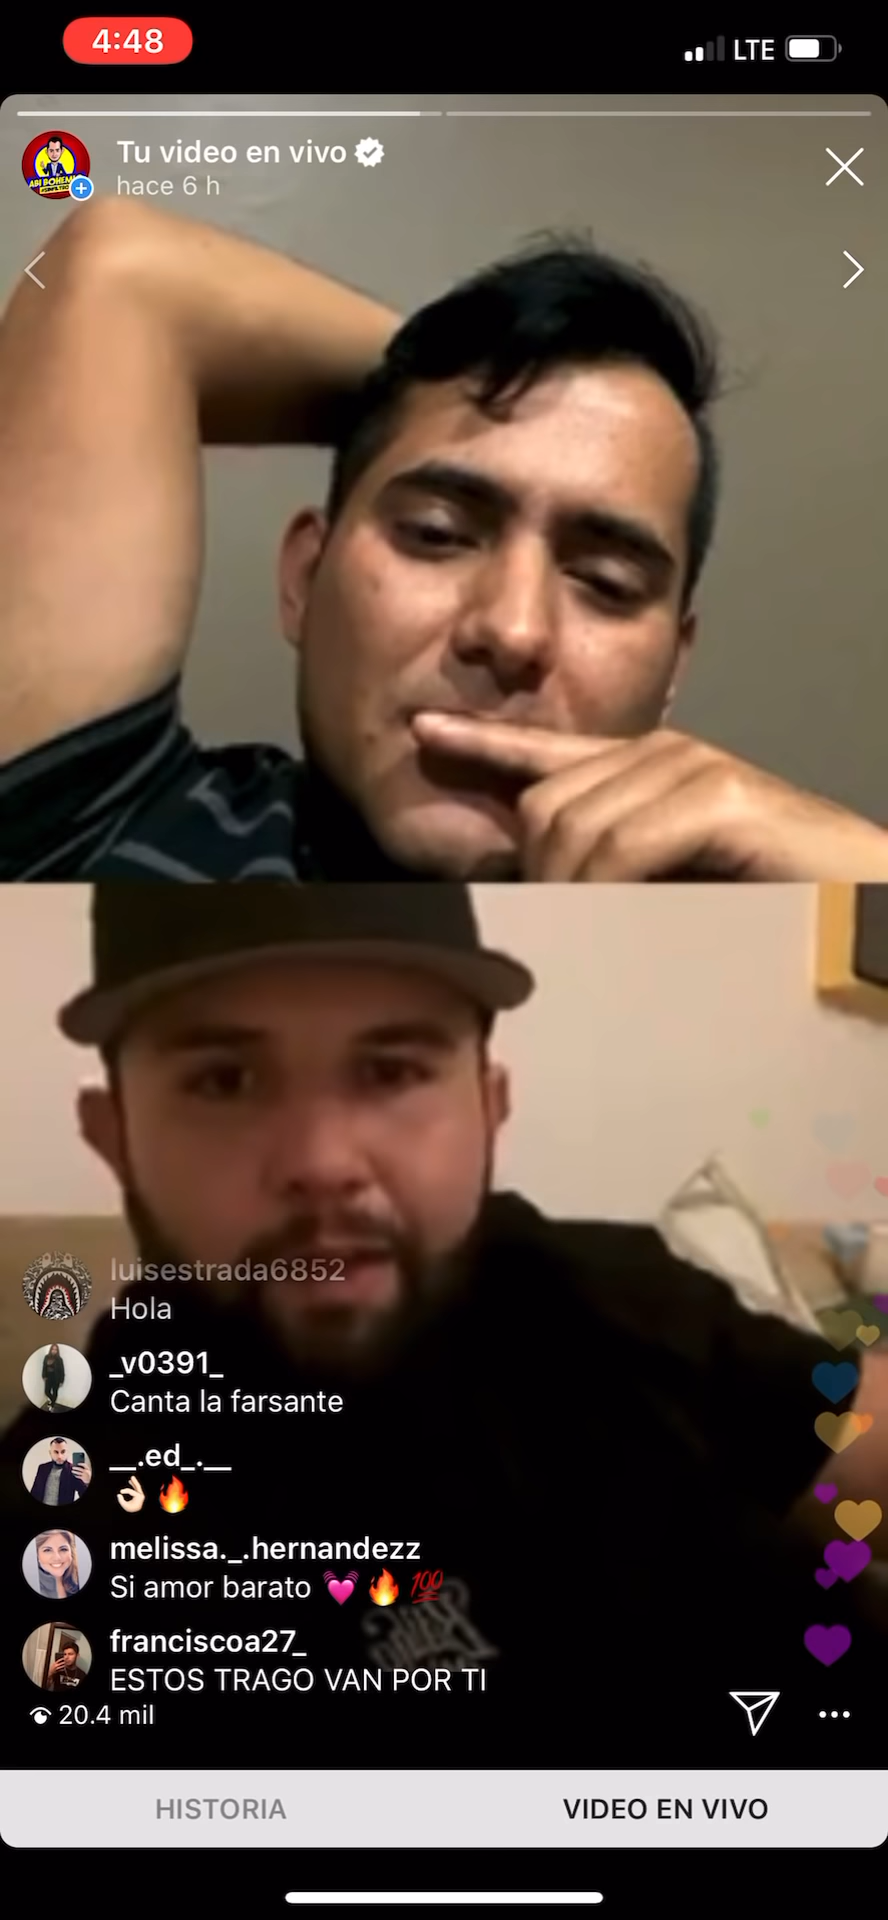 4:48
LTE
Tu video en vivo
hace 6 h
luisestrada6852
Hola
_v0391_
Canta la farsante
__.ed_.__
👌🏻🔥
melissa._.hernandezz
Si amor barato 💓🔥💯
franciscoa27_
ESTOS TRAGO VAN POR TI
20.4 mil
HISTORIA
VIDEO EN VIVO